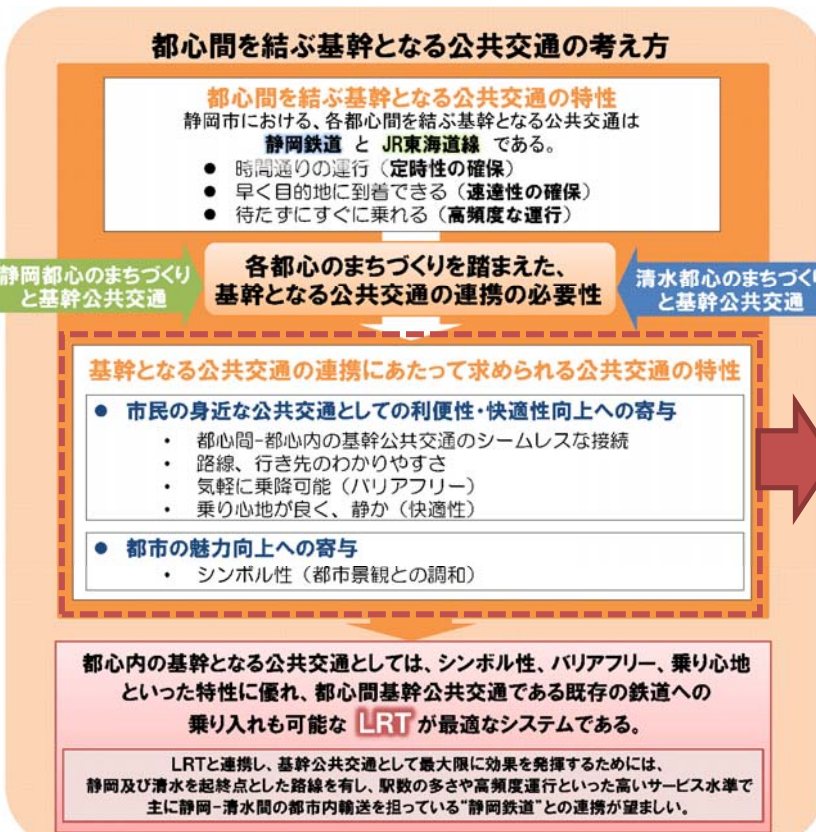 都心間を結ぶ基幹となる公共交通の考え方
都心間を結ぶ基幹となる公共交通の特性
静岡市における、各都心間を結ぶ基幹となる公共交通は
静岡鉄道 と JR東海道線 である。
● 時間通りの運行（定時性の確保）
● 早く目的地に到着できる（速達性の確保）
● 待たずにすぐに乗れる（高頻度な運行）
静岡都心のまちづくり
と基幹公共交通
各都心のまちづくりを踏まえた、
基幹となる公共交通の連携の必要性
清水都心のまちづくり
と基幹公共交通
基幹となる公共交通の連携にあたって求められる公共交通の特性
● 市民の身近な公共交通としての利便性・快適性向上への寄与
・ 都心間-都心内の基幹公共交通のシームレスな接続
・ 路線、行き先のわかりやすさ
・ 気軽に乗降可能（バリアフリー）
・ 乗り心地が良く、静か（快適性）
● 都市の魅力向上への寄与
・ シンボル性（都市景観との調和）
都心内の基幹となる公共交通としては、シンボル性、バリアフリー、乗り心地
といった特性に優れ、都心間基幹公共交通である既存の鉄道への
乗り入れも可能な LRT が最適なシステムである。
LRTと連携し、基幹公共交通として最大限に効果を発揮するためには、
静岡及び清水を起終点とした路線を有し、駅数の多さや高頻度運行といった高いサービス水準で
主に静岡-清水間の都市内輸送を担っている“静岡鉄道”との連携が望ましい。